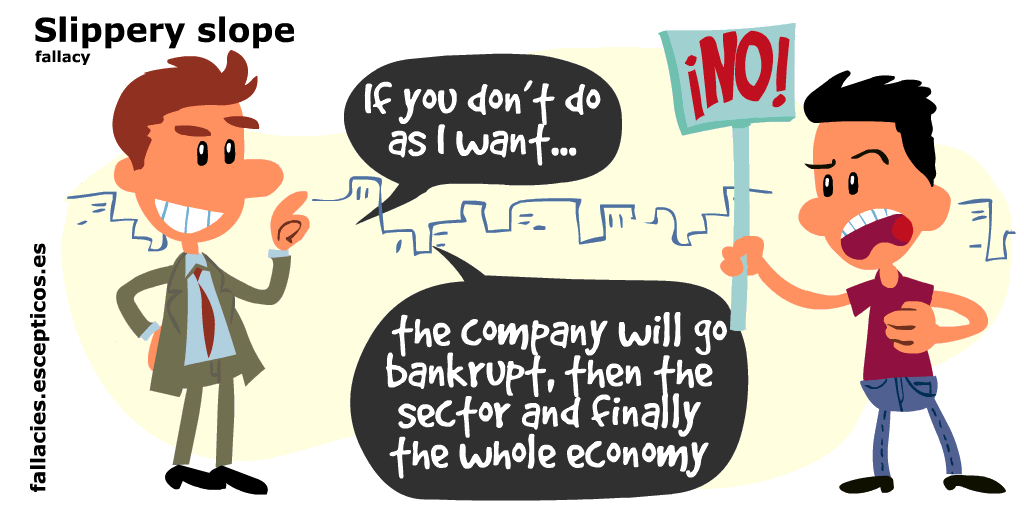 Slippery slope
fallacy
If you don't do
as I want...
¡NO!
the company will go
bankrupt, then the
sector and finally
the whole economy
fallacies.escepticos.es